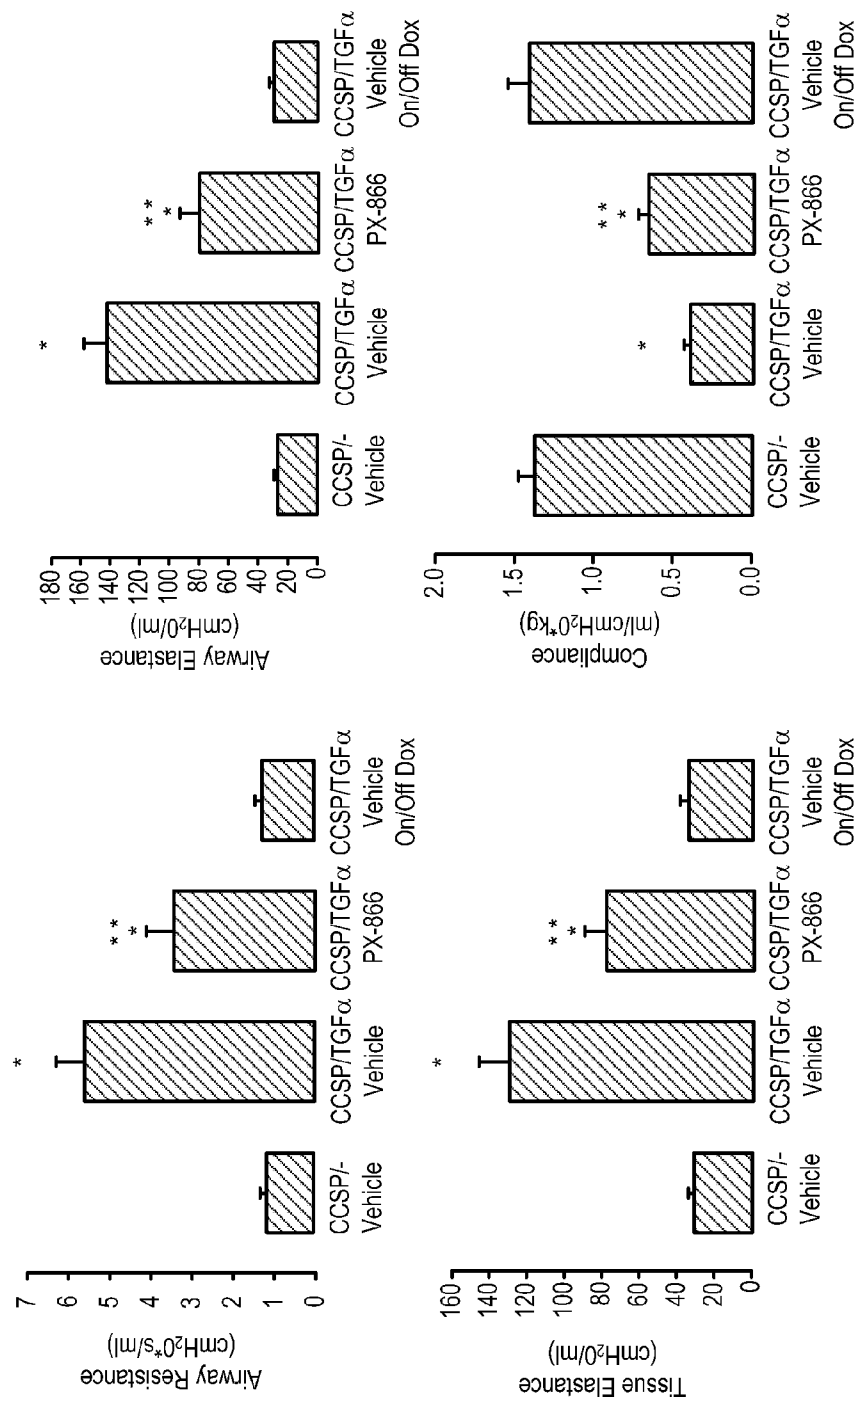 Airway Resistance
(cmH₂0*s/ml)
7
6
5
4
3
2
1
0
*
* *
*
CCSP/-
Vehicle
CCSP/TGFα
Vehicle
CCSP/TGFα
PX-866
CCSP/TGFα
Vehicle
On/Off Dox
Airway Elastance
(cmH₂0/ml)
180
160
140
120
100
80
60
40
20
0
*
* *
*
CCSP/-
Vehicle
CCSP/TGFα
Vehicle
CCSP/TGFα
PX-866
CCSP/TGFα
Vehicle
On/Off Dox
Tissue Elastance
(cmH₂0/ml)
160
140
120
100
80
60
40
20
0
*
* *
*
CCSP/-
Vehicle
CCSP/TGFα
Vehicle
CCSP/TGFα
PX-866
CCSP/TGFα
Vehicle
On/Off Dox
Compliance
(ml/cmH₂0*kg)
2.0
1.5
1.0
0.5
0.0
*
* *
*
CCSP/-
Vehicle
CCSP/TGFα
Vehicle
CCSP/TGFα
PX-866
CCSP/TGFα
Vehicle
On/Off Dox